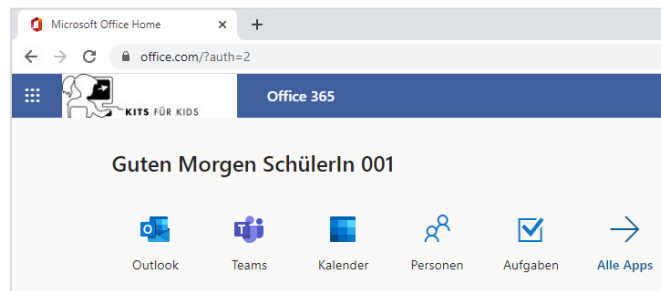 Microsoft Office Home
office.com/?auth=2
KITS FÜR KIDS
Office 365
Guten Morgen SchülerIn 001
Outlook Teams Kalender Personen Aufgaben Alle Apps